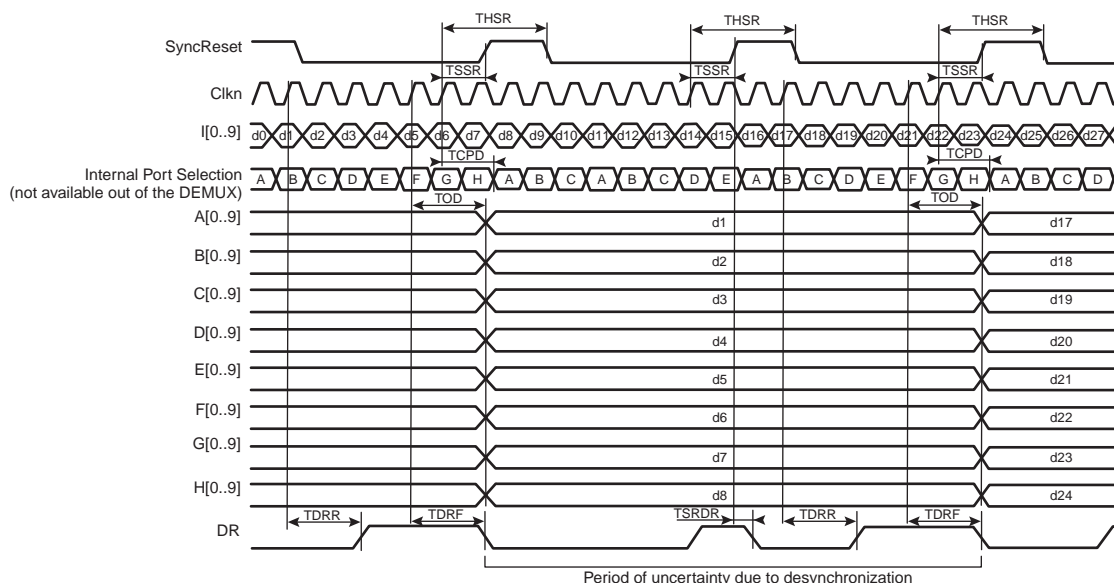 THSR THSR THSR
SyncReset
TSSR TSSR TSSR
Clkn
I[0..9] d0 d1 d2 d3 d4 d5 d6 d7 d8 d9 d10 d11 d12 d13 d14 d15 d16 d17 d18 d19 d20 d21 d22 d23 d24 d25 d26 d27
TCPD TCPD
Internal Port Selection A B C D E F G H A B C A B C D E A B C D E F G H A B C D
(not available out of the DEMUX)
TOD TOD
A[0..9] d1 d17
B[0..9] d2 d18
C[0..9] d3 d19
D[0..9] d4 d20
E[0..9] d5 d21
F[0..9] d6 d22
G[0..9] d7 d23
H[0..9] d8 d24
TDRR TDRF TSRDR TDRR TDRF
DR
Period of uncertainty due to desynchronization